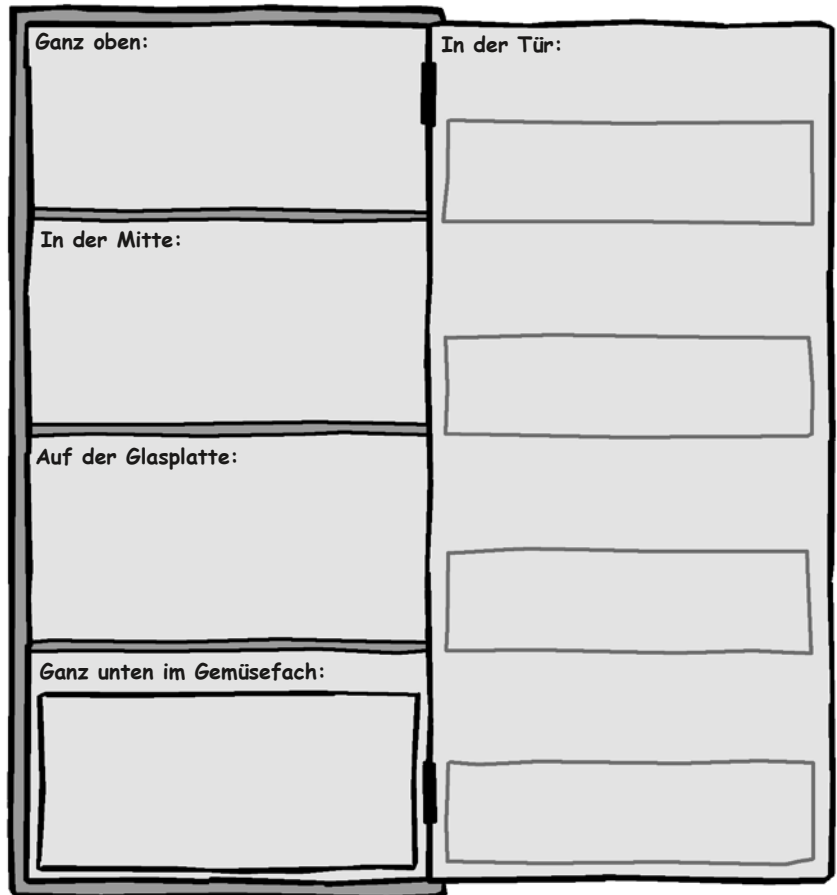 Ganz oben:
In der Mitte:
Auf der Glasplatte:
Ganz unten im Gemüsefach:
In der Tür: